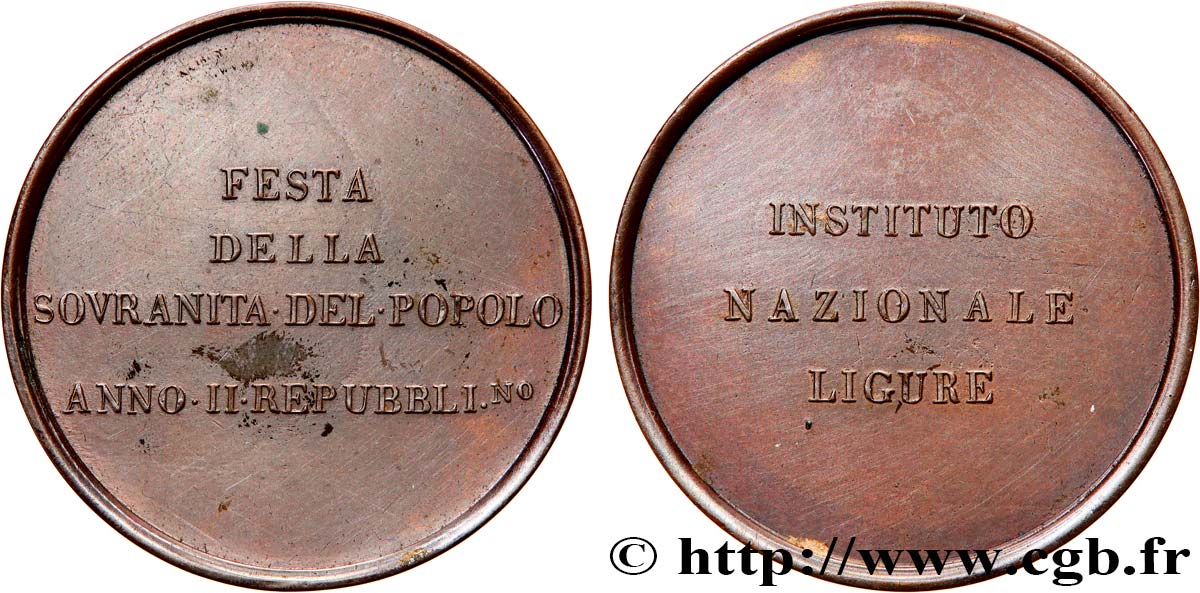 FESTA
DELLA
SOVRANITA·DEL·POPOLO
ANNO·II·REPUBBLI.NO
INSTITUTO
NAZIONALE
LIGURE
© http://www.cgb.fr